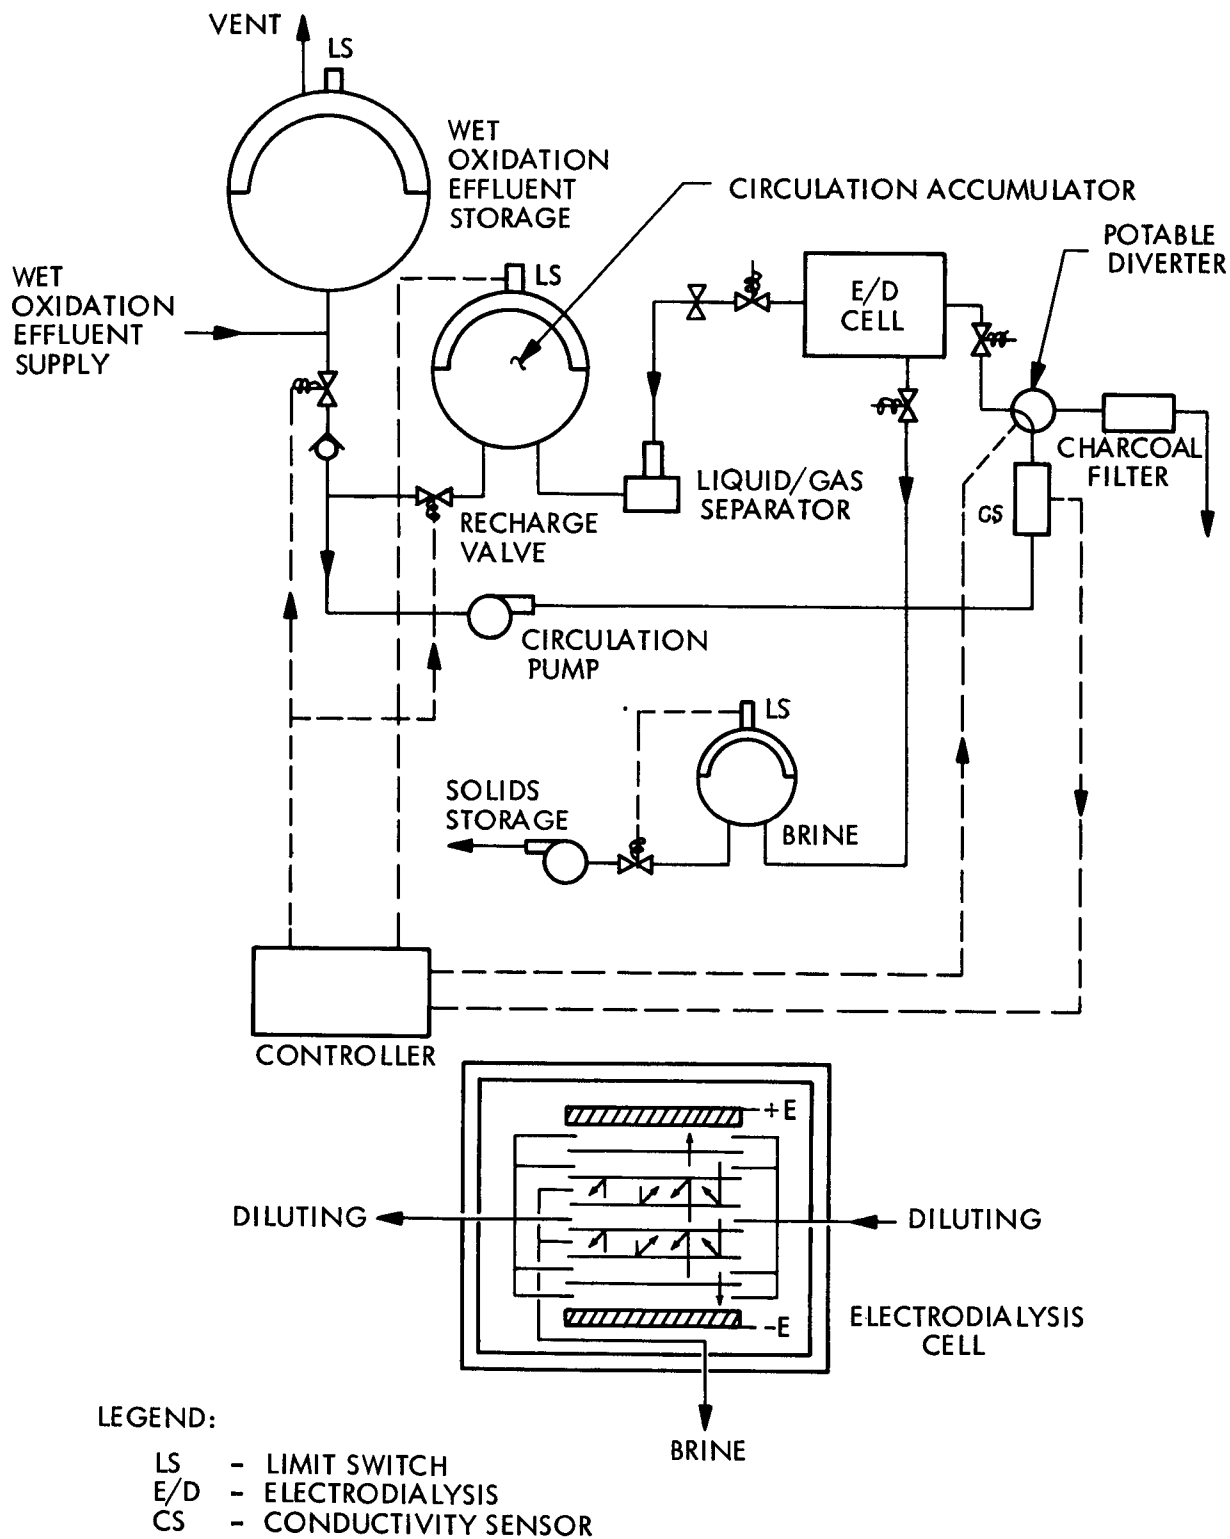 VENT
LS
WET
OXIDATION
EFFLUENT
STORAGE
CIRCULATION ACCUMULATOR
POTABLE
DIVERTER
WET
OXIDATION
EFFLUENT
SUPPLY
LS
E/D
CELL
CHARCOAL
FILTER
LIQUID/GAS
SEPARATOR
CS
RECHARGE
VALVE
CIRCULATION
PUMP
LS
SOLIDS
STORAGE
BRINE
CONTROLLER
+E
DILUTING
DILUTING
-E
ELECTRODIALYSIS
CELL
BRINE
LEGEND:
LS - LIMIT SWITCH
E/D - ELECTRODIALYSIS
CS - CONDUCTIVITY SENSOR